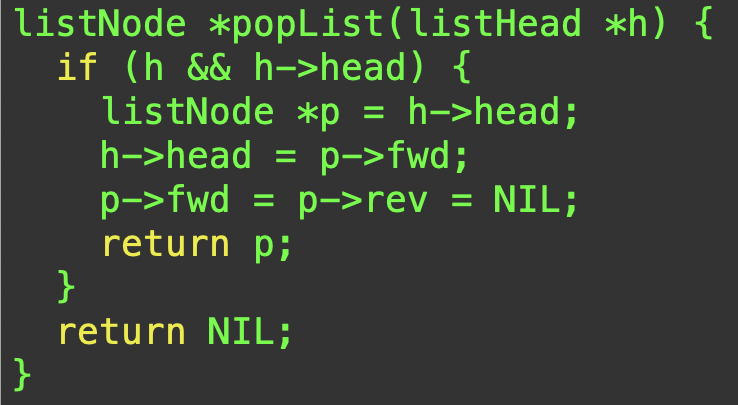 listNode *popList(listHead *h) {
  if (h && h->head) {
    listNode *p = h->head;
    h->head = p->fwd;
    p->fwd = p->rev = NIL;
    return p;
  }
  return NIL;
}